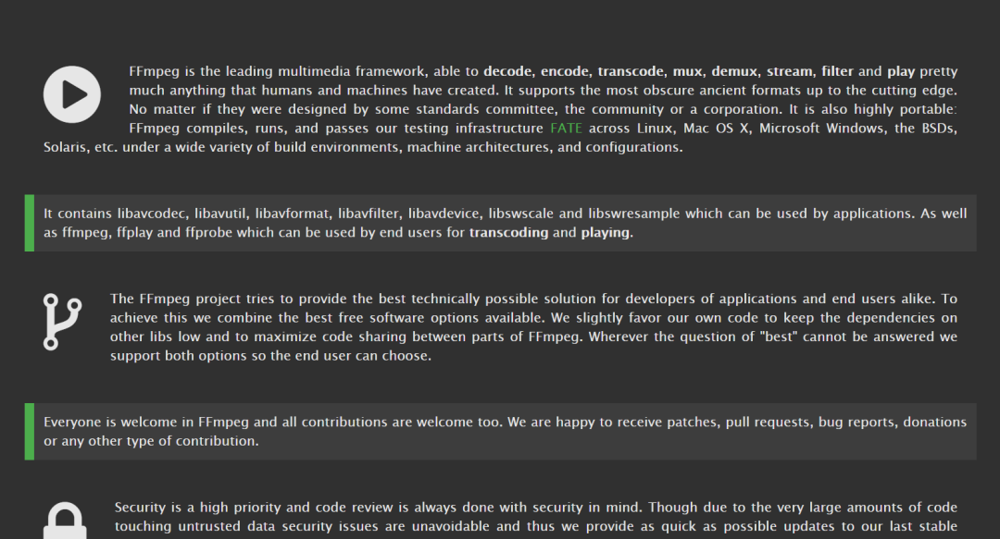 FFmpeg is the leading multimedia framework, able to decode, encode, transcode, mux, demux, stream, filter and play pretty
much anything that humans and machines have created. It supports the most obscure ancient formats up to the cutting edge.
No matter if they were designed by some standards committee, the community or a corporation. It is also highly portable:
FFmpeg compiles, runs, and passes our testing infrastructure FATE across Linux, Mac OS X, Microsoft Windows, the BSDs,
Solaris, etc. under a wide variety of build environments, machine architectures, and configurations.
It contains libavcodec, libavutil, libavformat, libavfilter, libavdevice, libswscale and libswresample which can be used by applications. As well
as ffmpeg, ffplay and ffprobe which can be used by end users for transcoding and playing.
The FFmpeg project tries to provide the best technically possible solution for developers of applications and end users alike. To
achieve this we combine the best free software options available. We slightly favor our own code to keep the dependencies on
other libs low and to maximize code sharing between parts of FFmpeg. Wherever the question of "best" cannot be answered we
support both options so the end user can choose.
Everyone is welcome in FFmpeg and all contributions are welcome too. We are happy to receive patches, pull requests, bug reports, donations
or any other type of contribution.
Security is a high priority and code review is always done with security in mind. Though due to the very large amounts of code
touching untrusted data security issues are unavoidable and thus we provide as quick as possible updates to our last stable